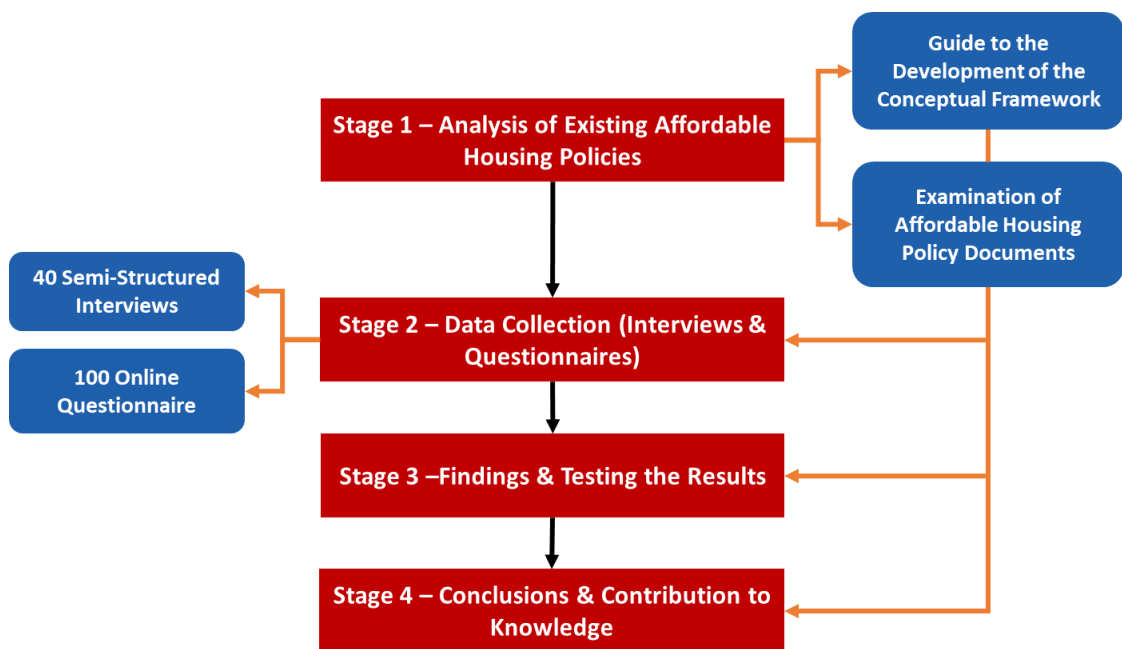 Guide to the
Development of the
Conceptual Framework
Stage 1 – Analysis of Existing Affordable
Housing Policies
Examination of
Affordable Housing
Policy Documents
40 Semi-Structured
Interviews
Stage 2 – Data Collection (Interviews &
Questionnaires)
100 Online
Questionnaire
Stage 3 –Findings & Testing the Results
Stage 4 – Conclusions & Contribution to
Knowledge